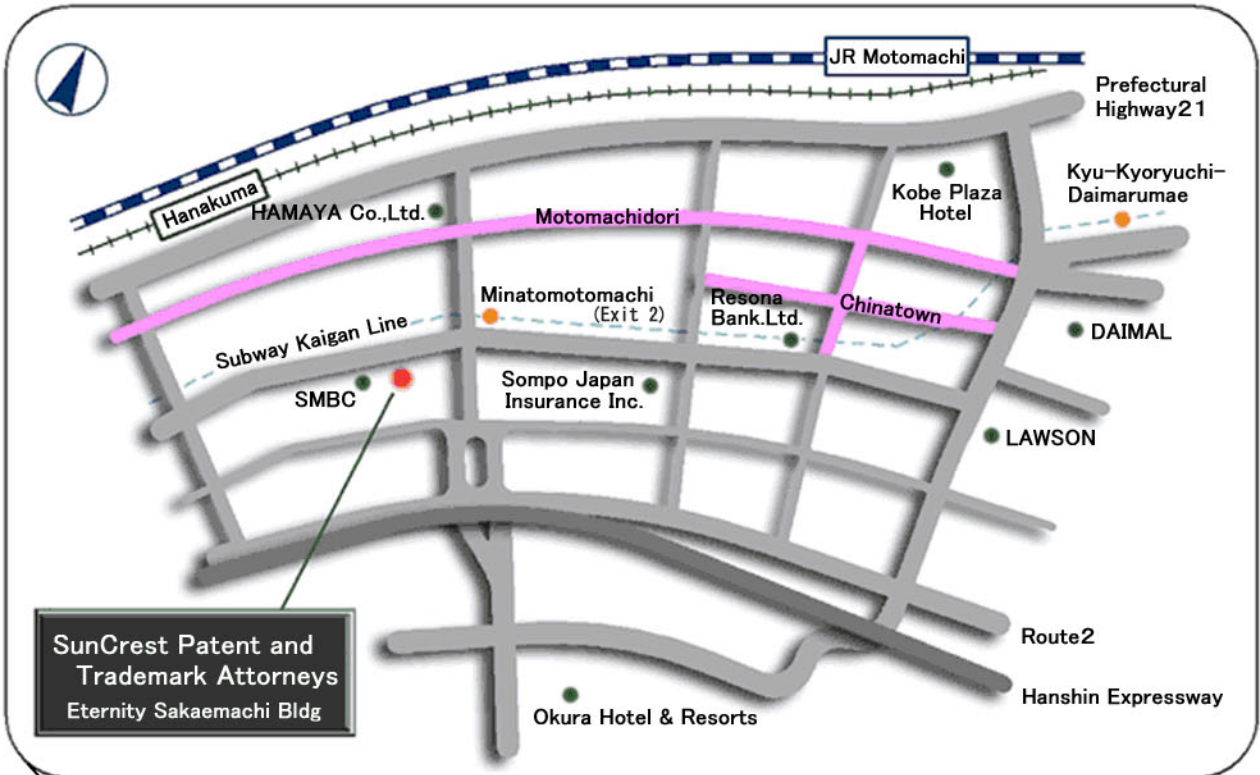 JR Motomachi
Prefectural
Highway21
Hanakuma
HAMAYA Co.,Ltd.
Motomachidori
Kobe Plaza
Hotel
Kyu-Kyoryuchi-
Daimarumae
Minatomotomachi
(Exit 2)
Resona
Bank.Ltd.
Chinatown
Subway Kaigan Line
DAIMAL
SMBC
Sompo Japan
Insurance Inc.
LAWSON
SunCrest Patent and
Trademark Attorneys
Eternity Sakaemachi Bldg
Route2
Hanshin Expressway
Okura Hotel & Resorts